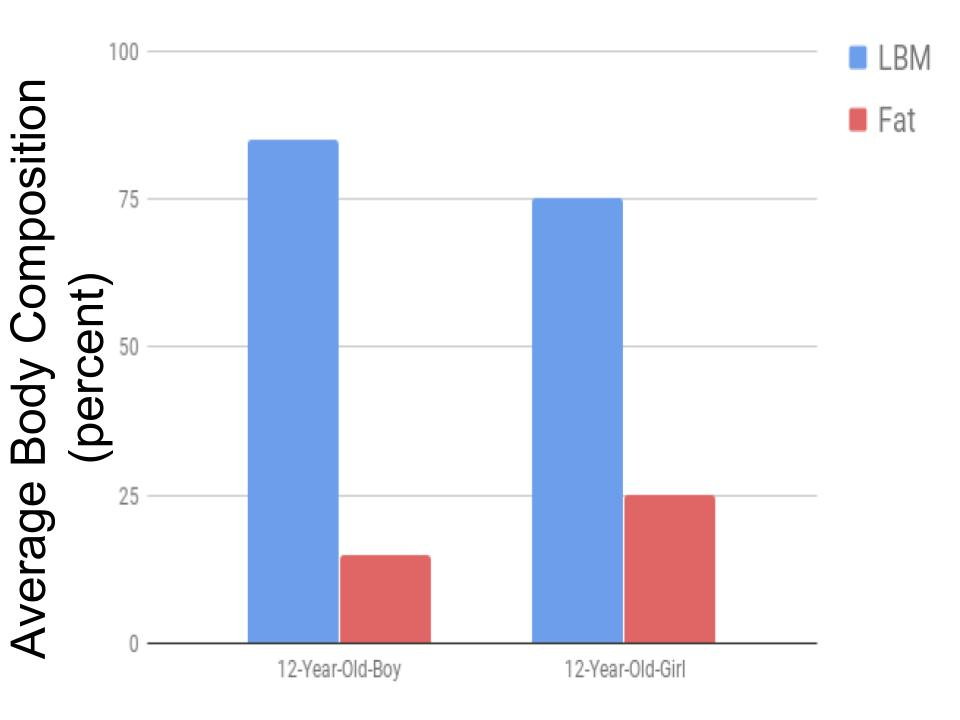 Average Body Composition
(percent)
100
75
50
25
0
12-Year-Old-Boy
12-Year-Old-Girl
LBM
Fat